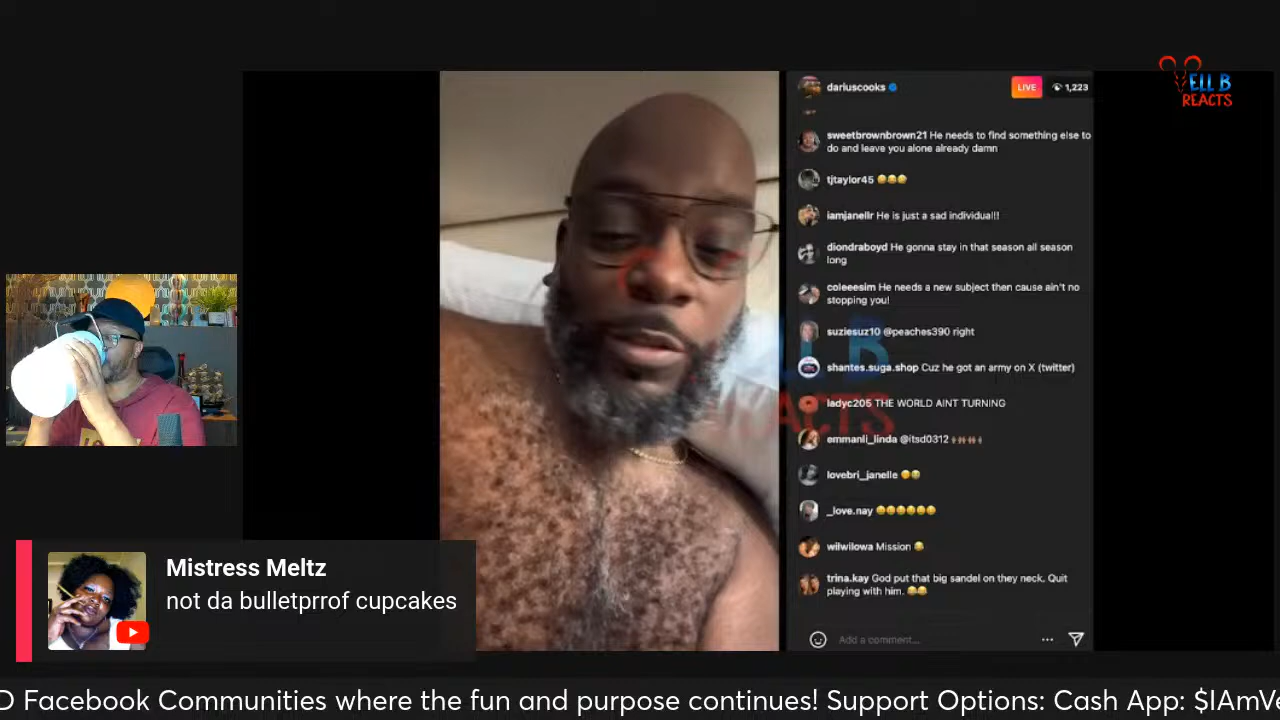 ELL B
REACTS
dariuscooks
LIVE
1,223
sweetbrownbrown21 He needs to find something else to
do and leave you alone already damn
tjtaylor45 😂😂😂
iamjanellr He is just a sad individual!!
diondraboyd He gonna stay in that season all season
long
coleeesim He needs a new subject then cause ain't no
stopping you!
suziesuz10 @peaches390 right
shantes.suga.shop Cuz he got an army on X (twitter)
ladyc205 THE WORLD AINT TURNING
emmanli_linda @itsd0312
lovebri_janelle
_love.nay 😂😂😂😂😂😂
wilwilowa Mission 😂
trina.kay God put that big sandel on they neck. Quit
playing with him. 😂😂
Add a comment...
ELL B
REACTS
Mistress Meltz
not da bulletprrof cupcakes
D Facebook Communities where the fun and purpose continues! Support Options: Cash App: $IAmVe